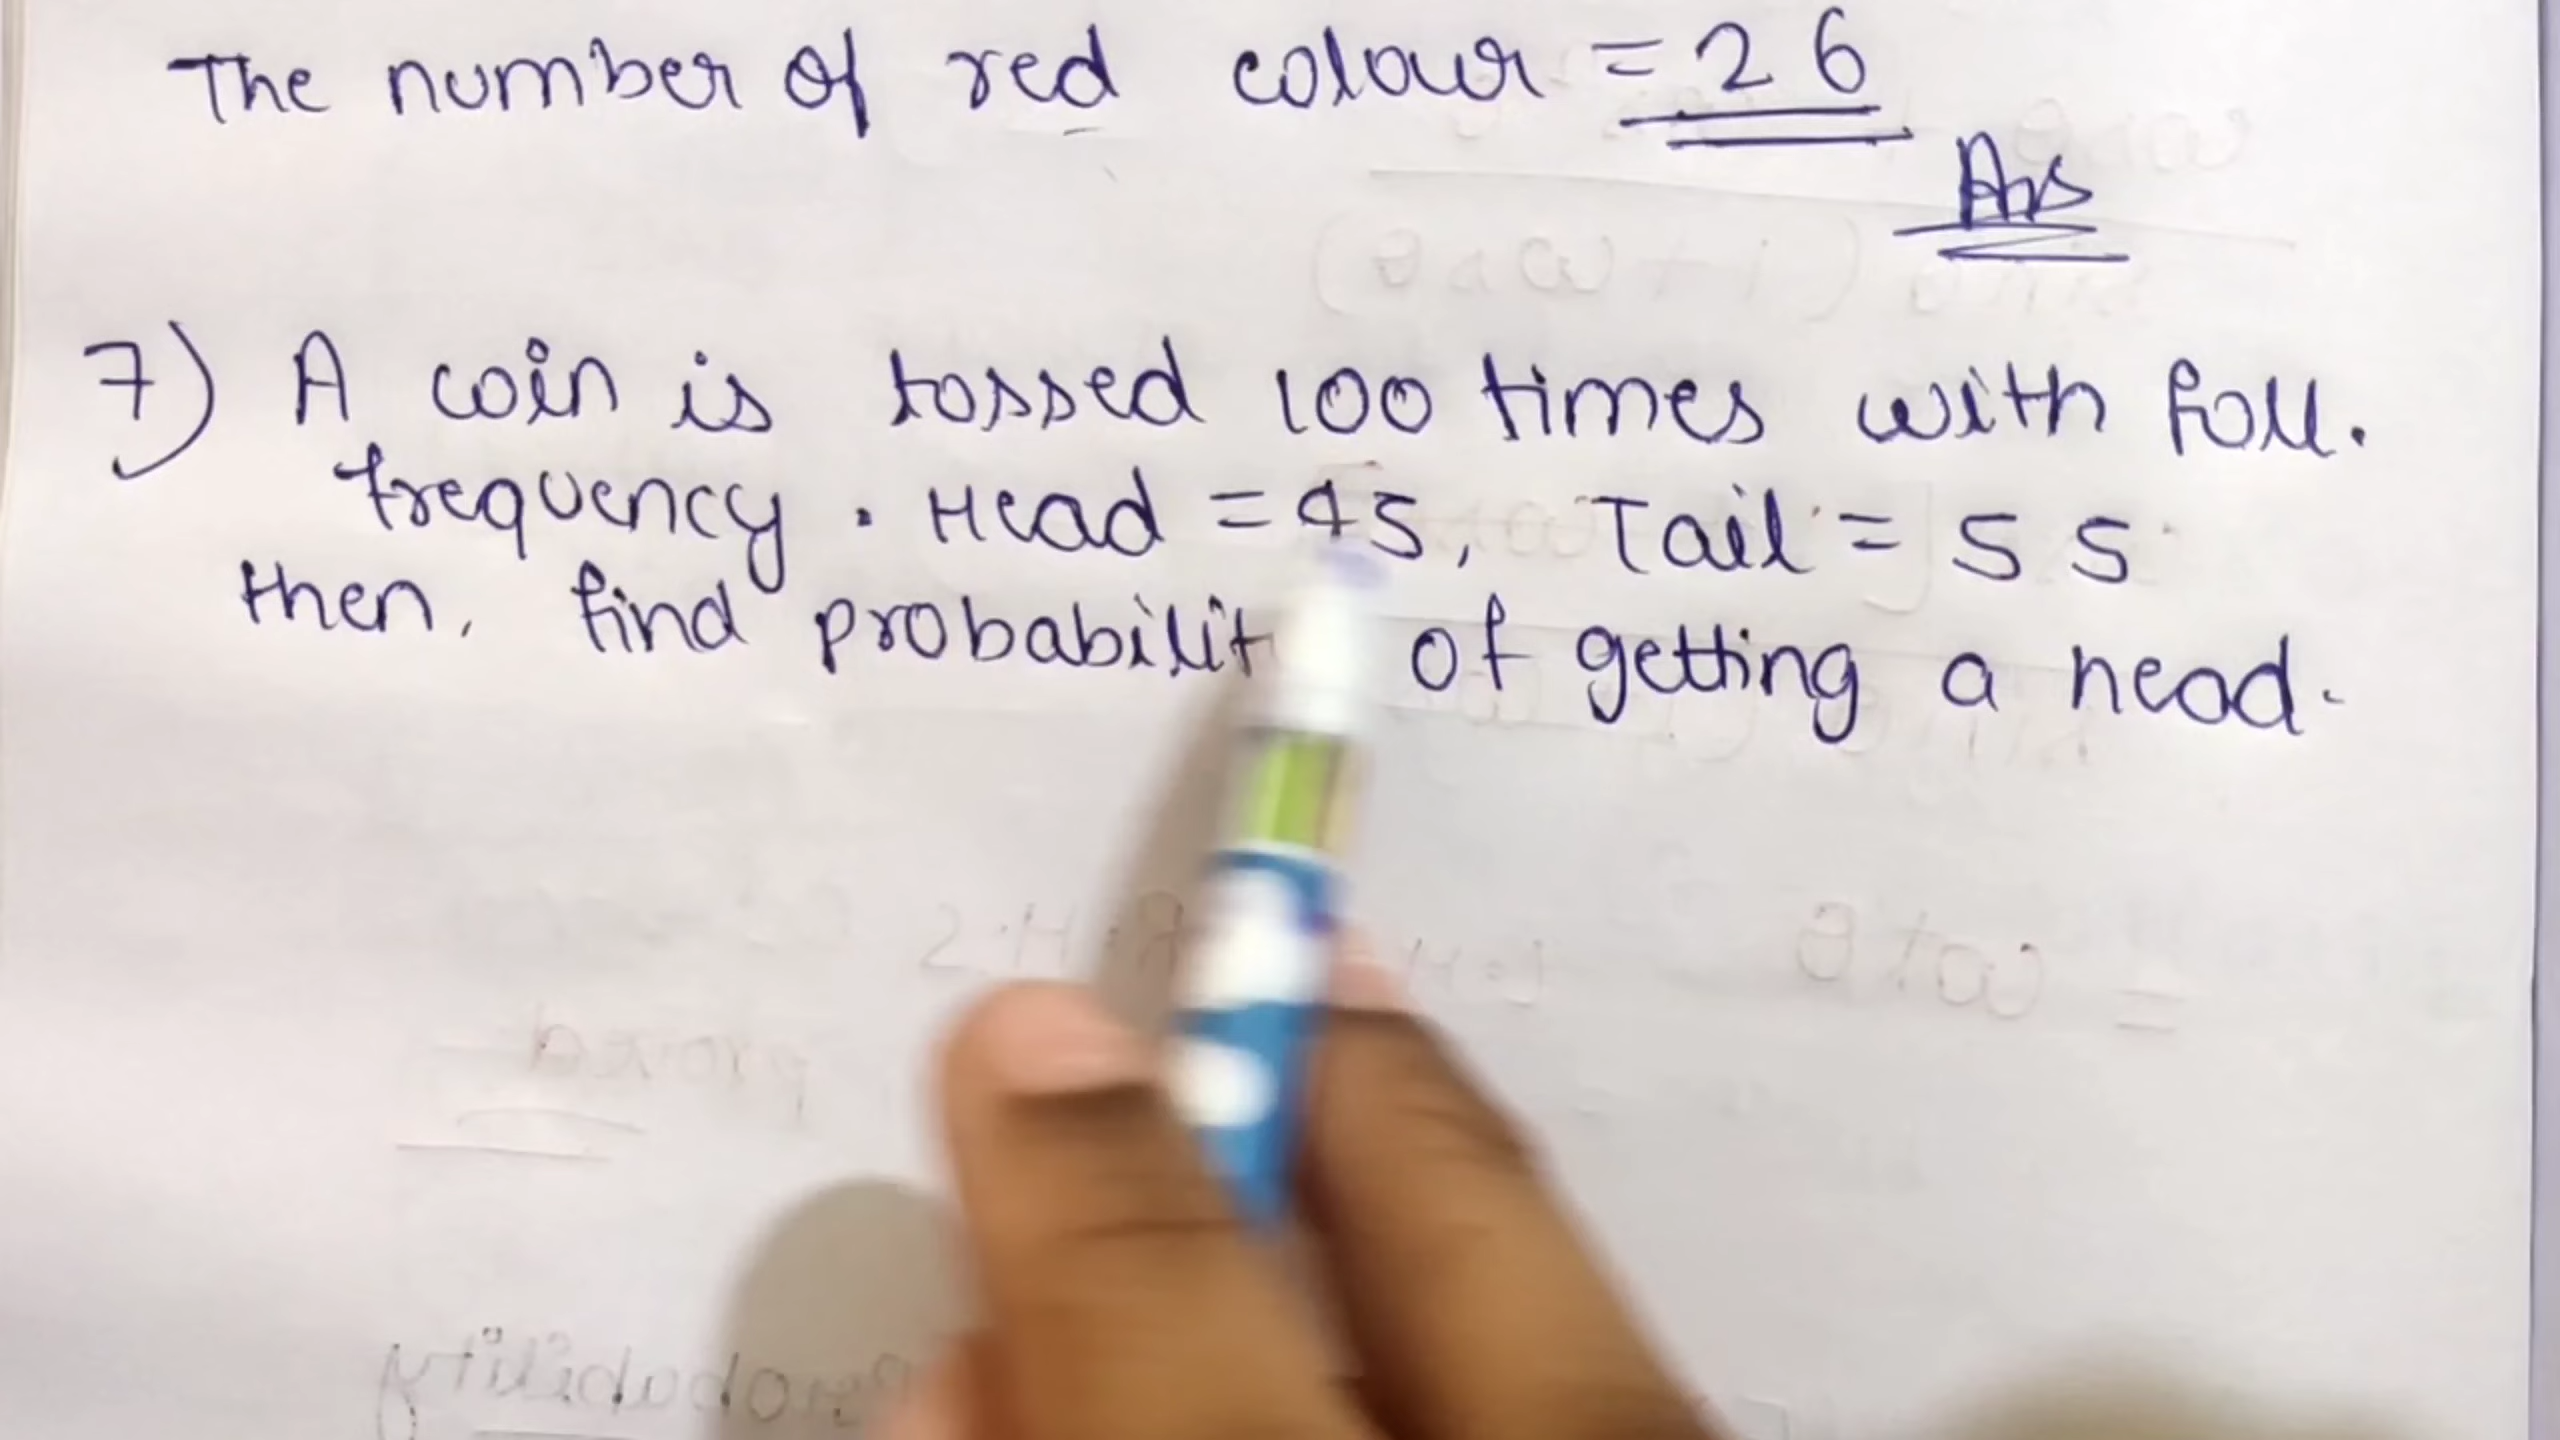 The number of red colour = 26
Ans
7) A coin is tossed 100 times with foll.
frequency. Head = 45, Tail = 55
then, find probabilit of getting a head.